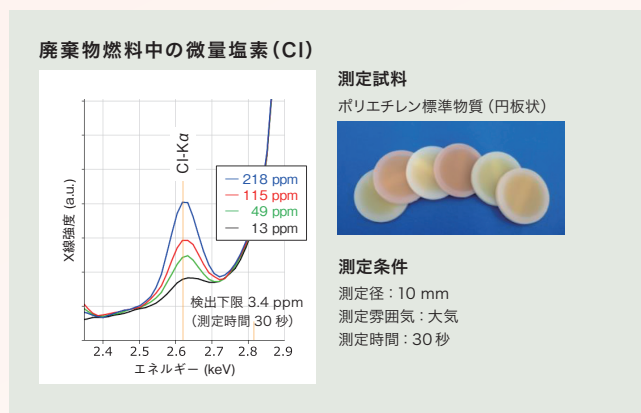 廃棄物燃料中の微量塩素(Cl)
X線強度 (a.u.)
Cl-Kα
218 ppm
115 ppm
49 ppm
13 ppm
検出下限 3.4 ppm
(測定時間 30 秒)
2.4 2.5 2.6 2.7 2.8 2.9
エネルギー (keV)
測定試料
ポリエチレン標準物質 (円板状)
測定条件
測定径:10 mm
測定雰囲気:大気
測定時間:30 秒